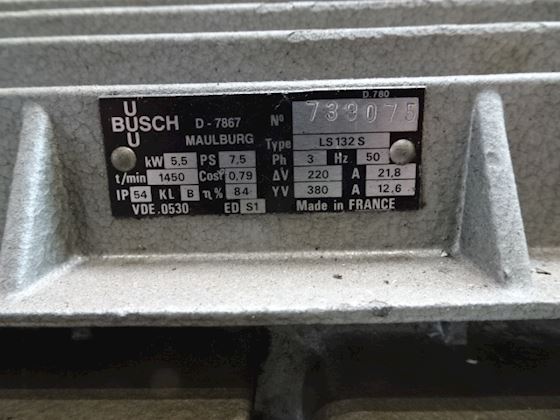 D.780
BUSCH D-7867 MAULBURG Nº 733075
Type LS 132 S
kW 5,5 PS 7,5 Ph 3 Hz 50
t/min 1450 Cosf 0,79 ΔV 220 A 21,8
IP 54 KL B η% 84 YV 380 A 12,6
VDE.0530 ED S1 Made in FRANCE